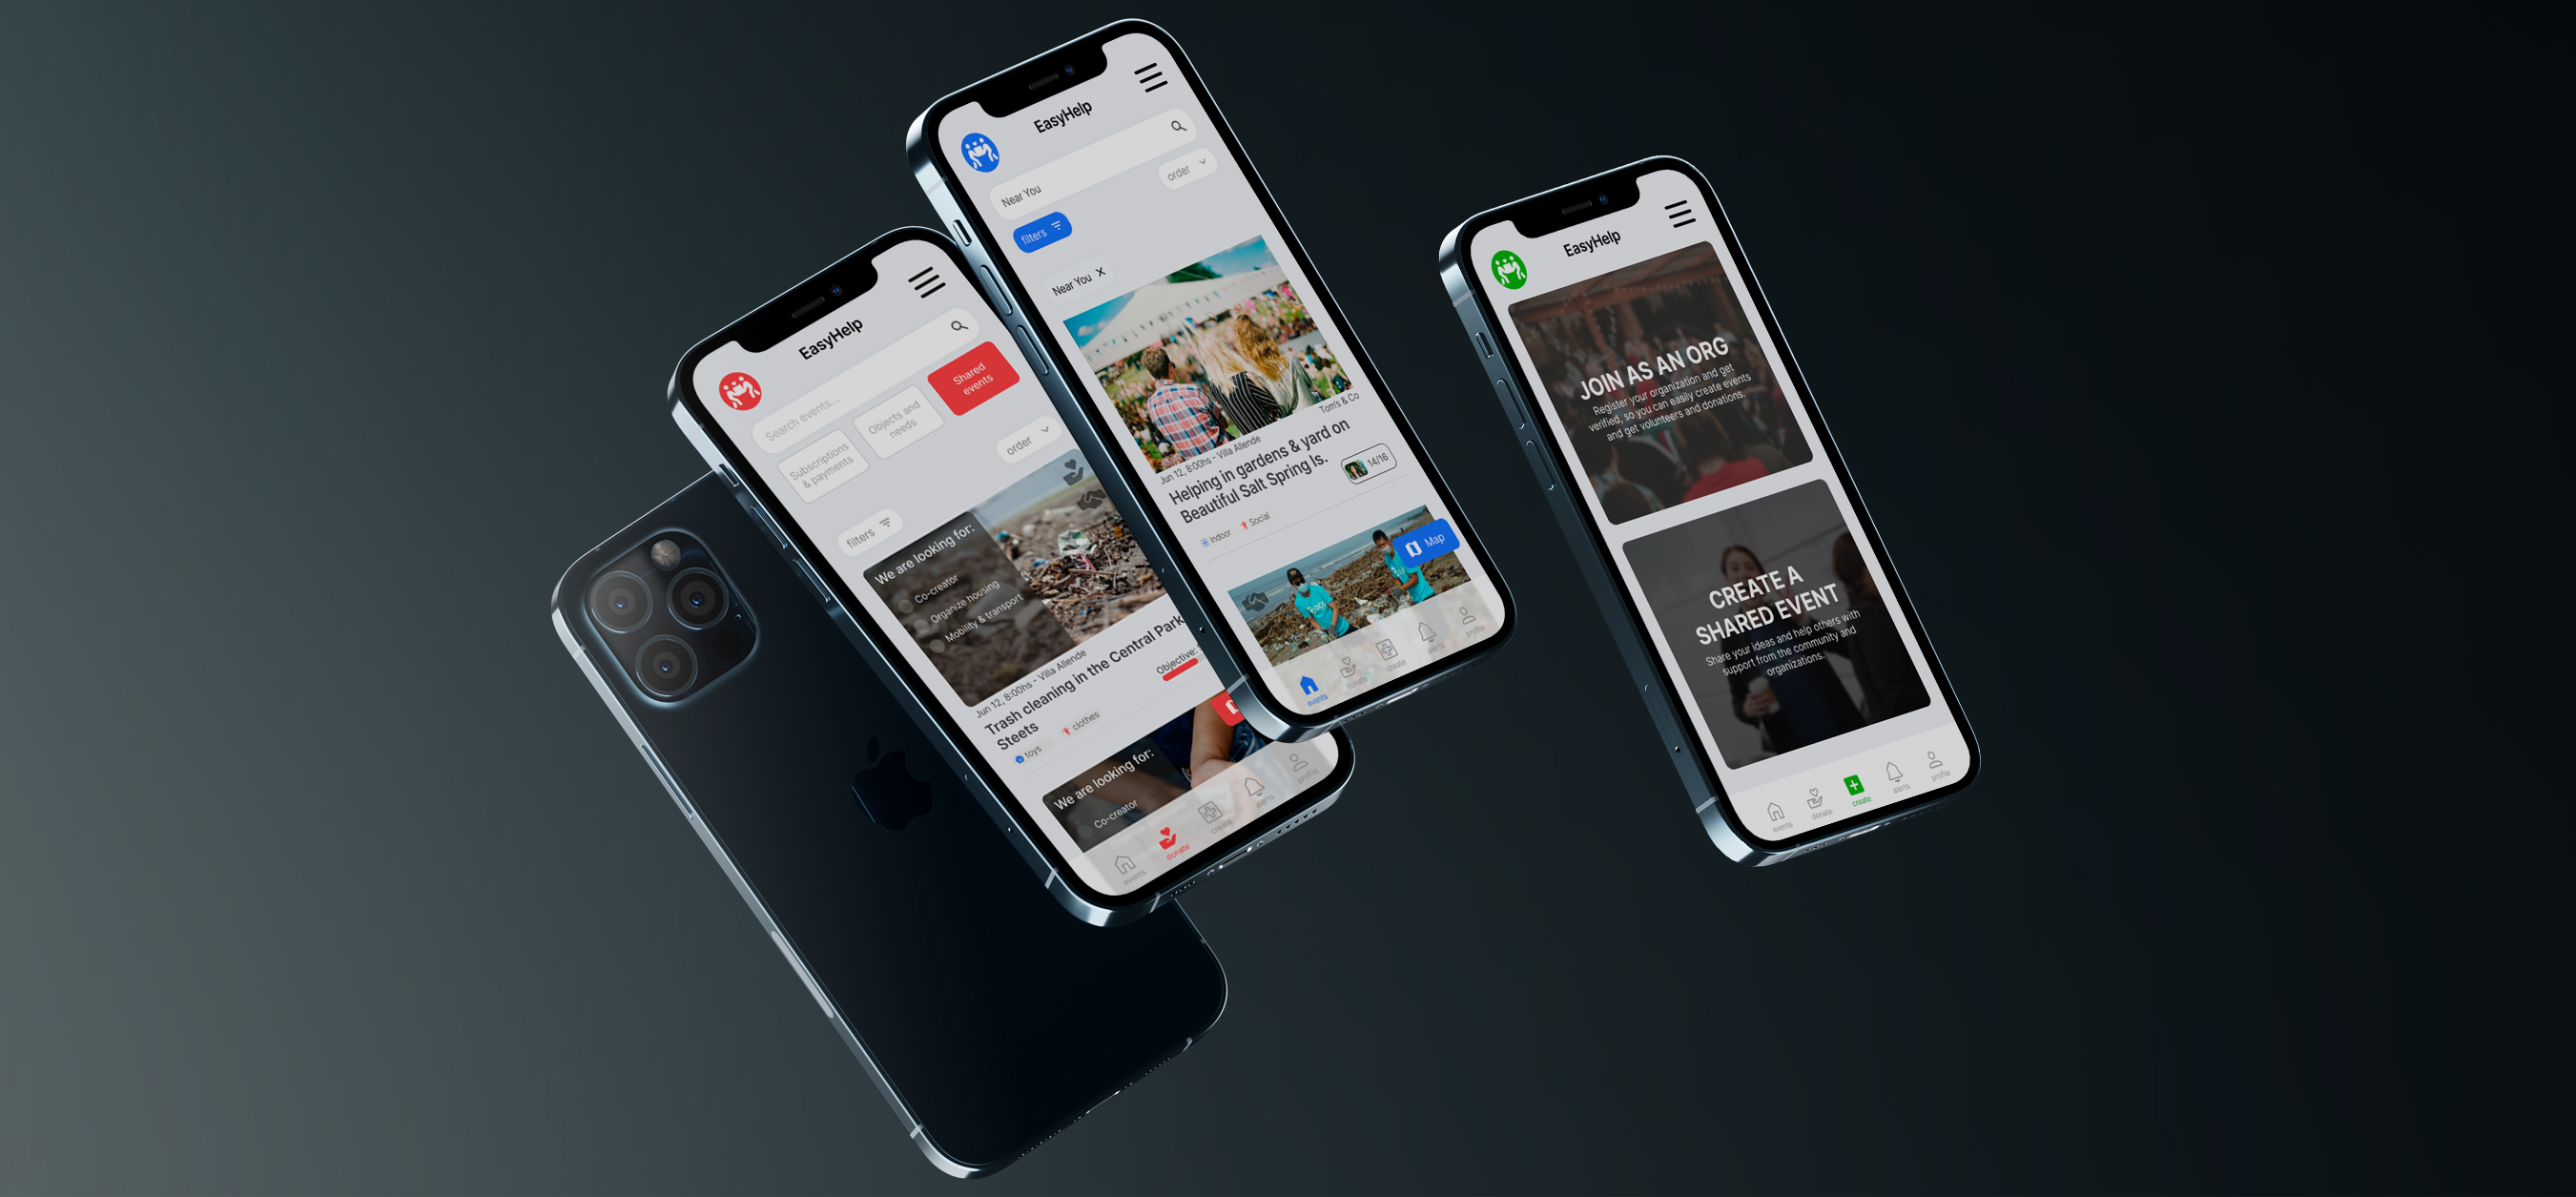 EasyHelp
Search events...
Subscriptions
& payments
Objects and
needs
Shared
events
order
filters
We are looking for:
Co-creator
Organize housing
Mobility & transport
Jun 12, 8:00hs - Villa Allende
Trash cleaning in the Central Park
Steets
Objective:
toys
clothes
We are looking for:
Co-creator
events
donate
create
alerts
profile
EasyHelp
Near You
order
filters
Near You X
Tom's & Co
Jun 12, 8:00hs - Villa Allende
Helping in gardens & yard on
Beautiful Salt Spring Is.
14/16
indoor
Social
Map
events
donate
create
alerts
profile
EasyHelp
JOIN AS AN ORG
Register your organization and get
verified, so you can easily create events
and get volunteers and donations.
CREATE A
SHARED EVENT
Share your ideas and help others with
support from the community and
organizations.
events
donate
create
alerts
profile